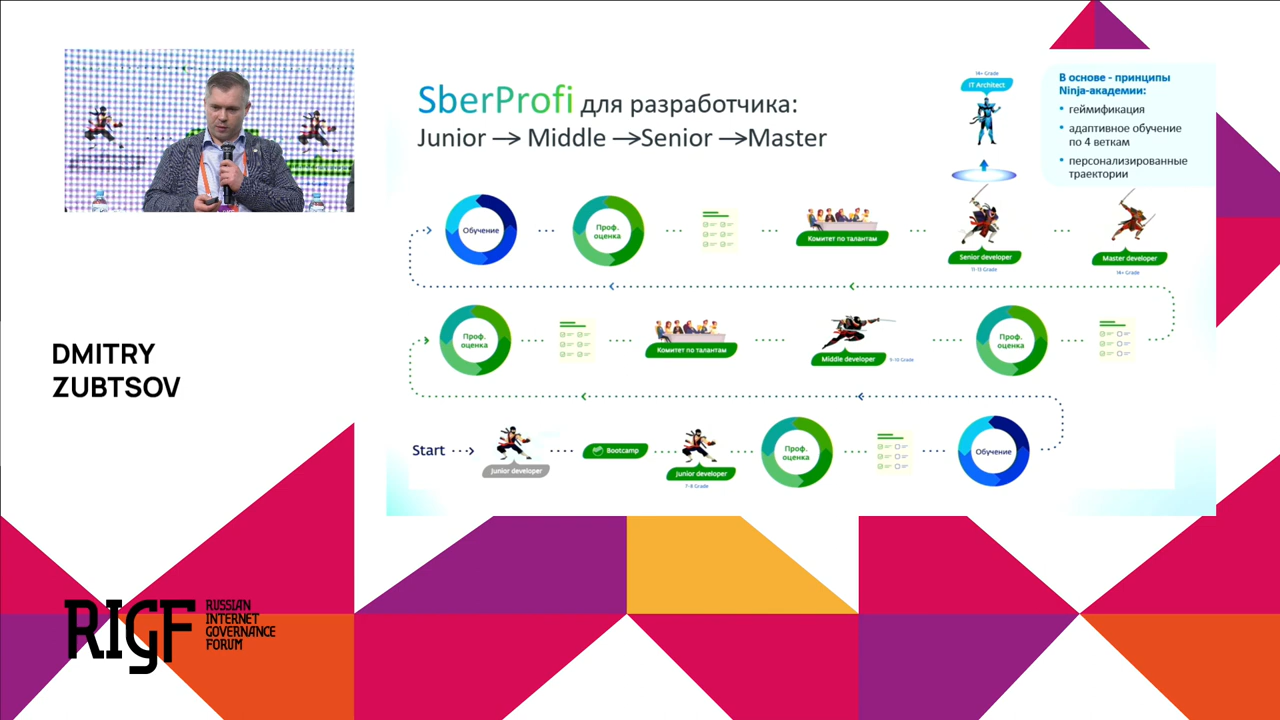 SberProfi для разработчика:
Junior → Middle →Senior →Master
14+ Grade
IT Architect
В основе - принципы
Ninja-академии:
• геймификация
• адаптивное обучение
по 4 веткам
• персонализированные
траектории
Обучение
Проф.
оценка
Комитет по талантам
Senior developer
11-13 Grade
Master developer
14+ Grade
Проф.
оценка
Комитет по талантам
Middle developer
9-10 Grade
Проф.
оценка
Start
Junior developer
Bootcamp
Junior developer
7-8 Grade
Проф.
оценка
Обучение
DMITRY
ZUBTSOV
RIGF
RUSSIAN
INTERNET
GOVERNANCE
FORUM